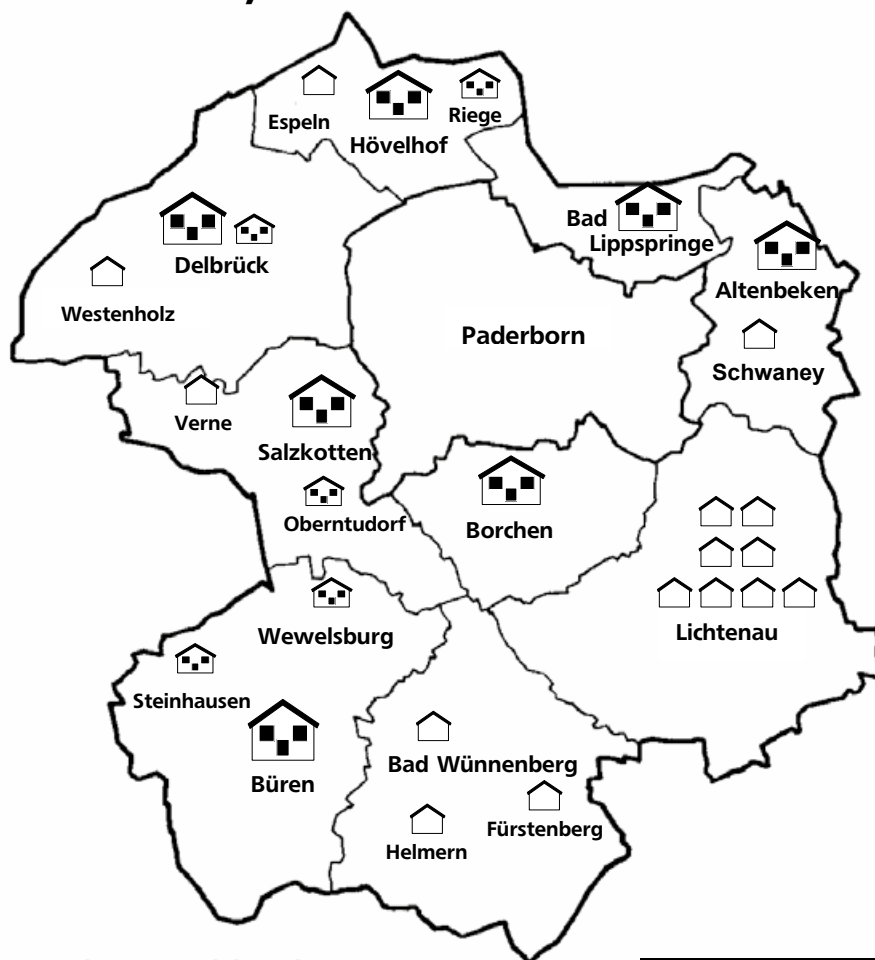 Espeln
Riege
Hövelhof
Bad
Lippspringe
Delbrück
Altenbeken
Westenholz
Paderborn
Schwaney
Verne
Salzkotten
Oberntudorf
Borchen
Lichtenau
Wewelsburg
Steinhausen
Bad Wünnenberg
Büren
Fürstenberg
Helmern